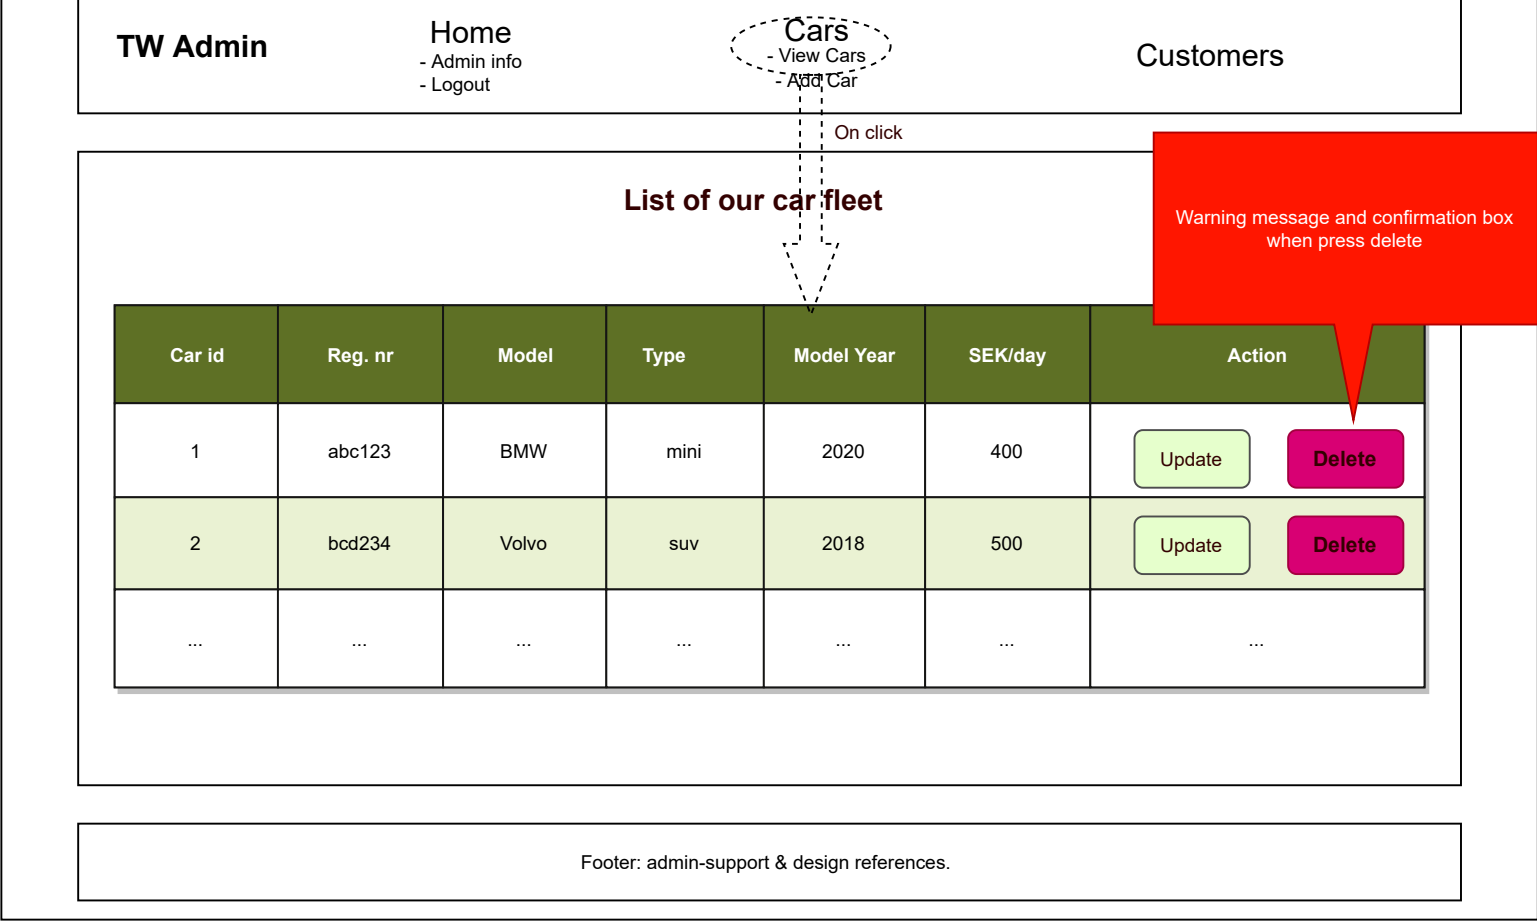 TW Admin
Home
- Admin info
- Logout
Cars
- View Cars
- Add Car
Customers
On click
List of our car fleet
Warning message and confirmation box
when press delete
Car id Reg. nr Model Type Model Year SEK/day Action
1 abc123 BMW mini 2020 400 Update Delete
2 bcd234 Volvo suv 2018 500 Update Delete
... ... ... ... ... ... ...
Footer: admin-support & design references.